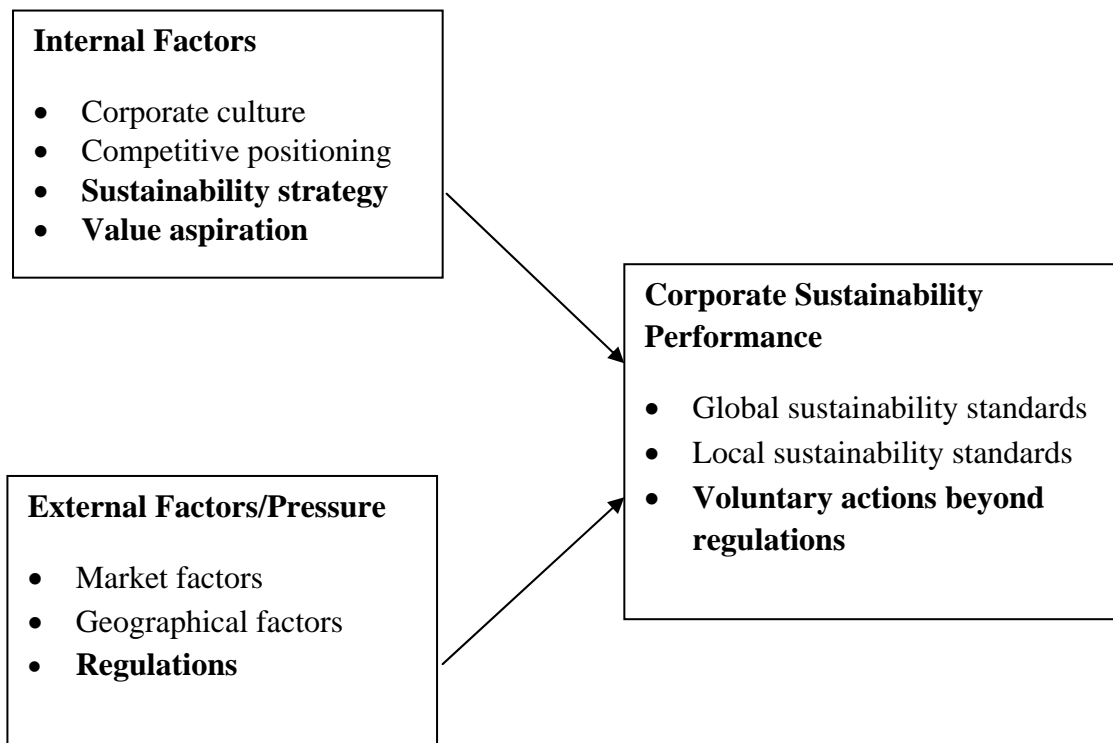 Internal Factors
• Corporate culture
• Competitive positioning
• Sustainability strategy
• Value aspiration
Corporate Sustainability
Performance
• Global sustainability standards
• Local sustainability standards
• Voluntary actions beyond
regulations
External Factors/Pressure
• Market factors
• Geographical factors
• Regulations